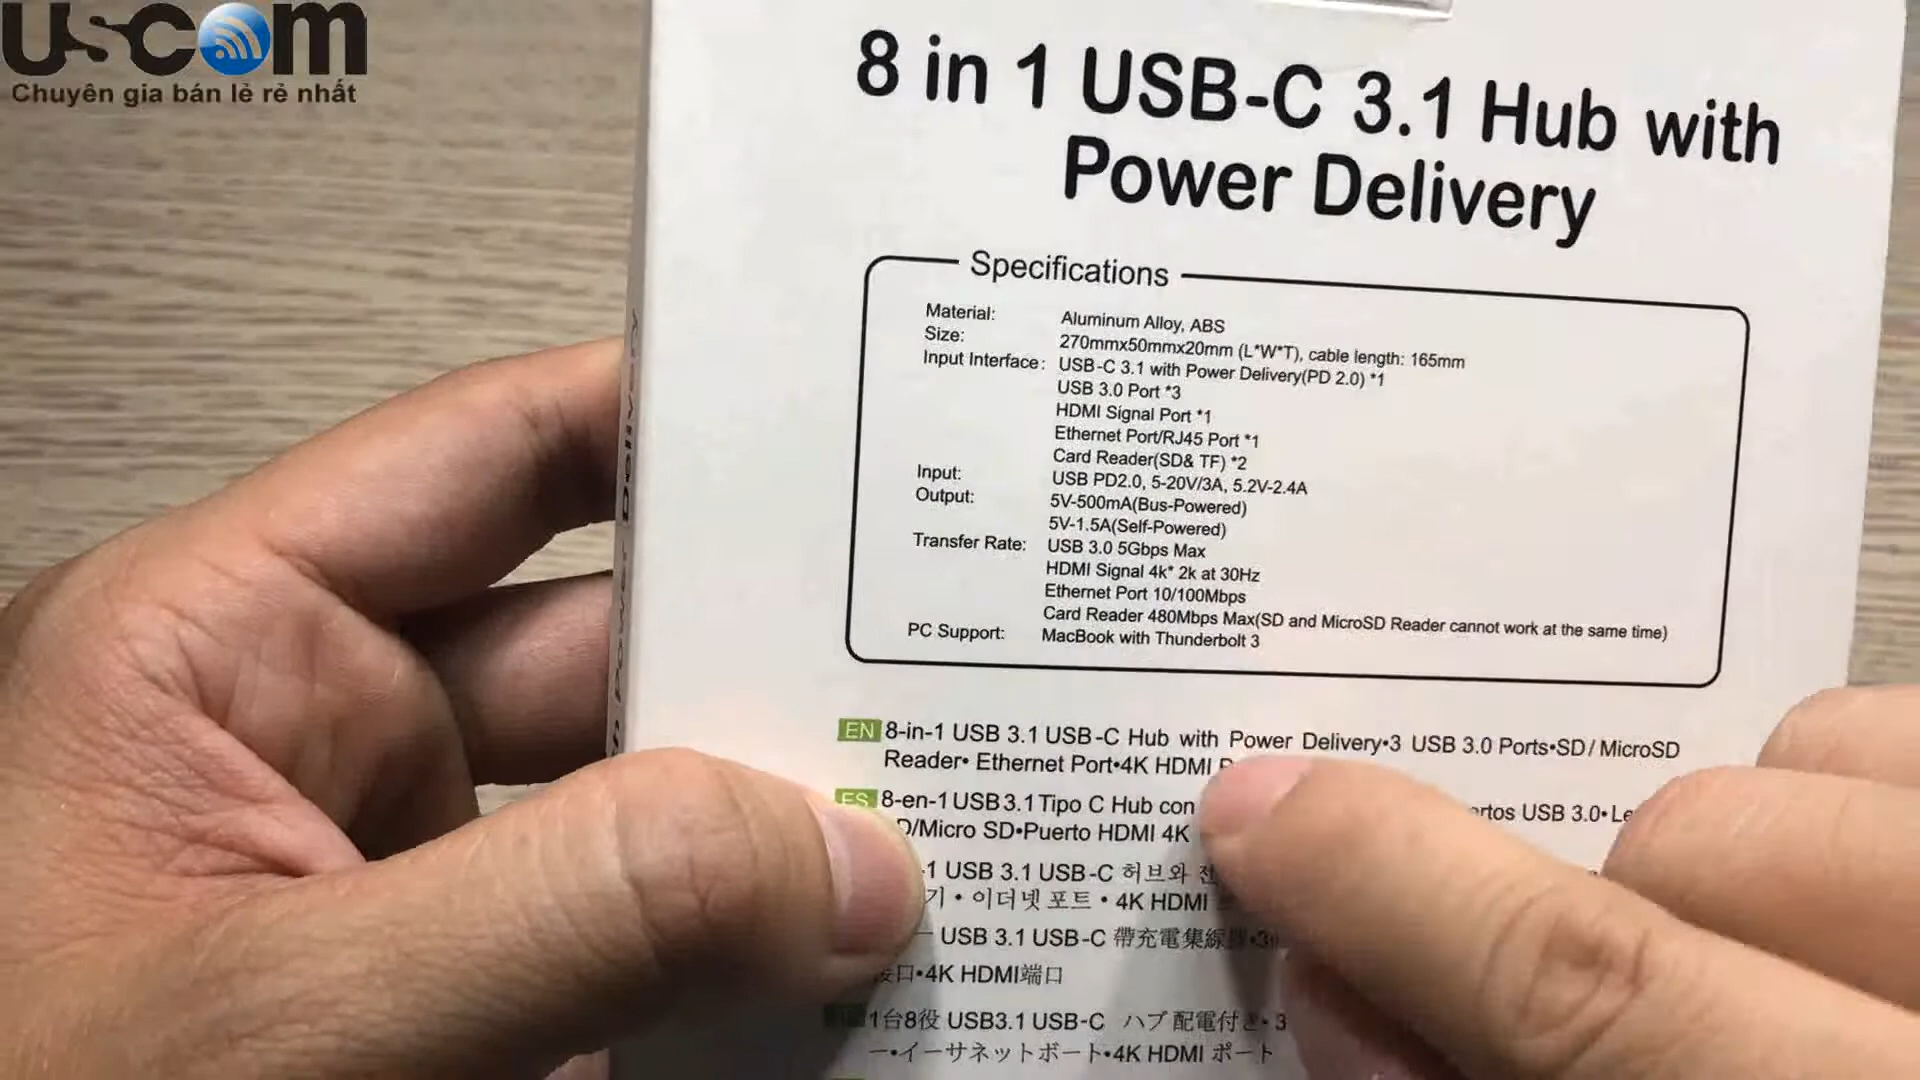 uscom
Chuyên gia bán lẻ rẻ nhất
8 in 1 USB-C 3.1 Hub with
Power Delivery
Specifications
Material: Aluminum Alloy, ABS
Size: 270mmx50mmx20mm (L*W*T), cable length: 165mm
Input Interface: USB-C 3.1 with Power Delivery(PD 2.0) *1
USB 3.0 Port *3
HDMI Signal Port *1
Ethernet Port/RJ45 Port *1
Card Reader(SD& TF) *2
Input: USB PD2.0, 5-20V/3A, 5.2V-2.4A
Output: 5V-500mA(Bus-Powered)
5V-1.5A(Self-Powered)
Transfer Rate: USB 3.0 5Gbps Max
HDMI Signal 4k* 2k at 30Hz
Ethernet Port 10/100Mbps
Card Reader 480Mbps Max(SD and MicroSD Reader cannot work at the same time)
PC Support: MacBook with Thunderbolt 3
EN 8-in-1 USB 3.1 USB-C Hub with Power Delivery•3 USB 3.0 Ports•SD/MicroSD
Reader• Ethernet Port•4K HDMI
ES 8-en-1 USB 3.1 Tipo C Hub con USB 3.0•
/Micro SD•Puerto HDMI 4K
-1 USB 3.1 USB-C 허브와
기 • 이더넷 포트 • 4K HDMI
USB 3.1 USB-C 帶充電集線
接口•4K HDMI端口
1台8役 USB3.1 USB-C ハブ 配電付き• 3
ー•イーサネットポート•4K HDMI ポート